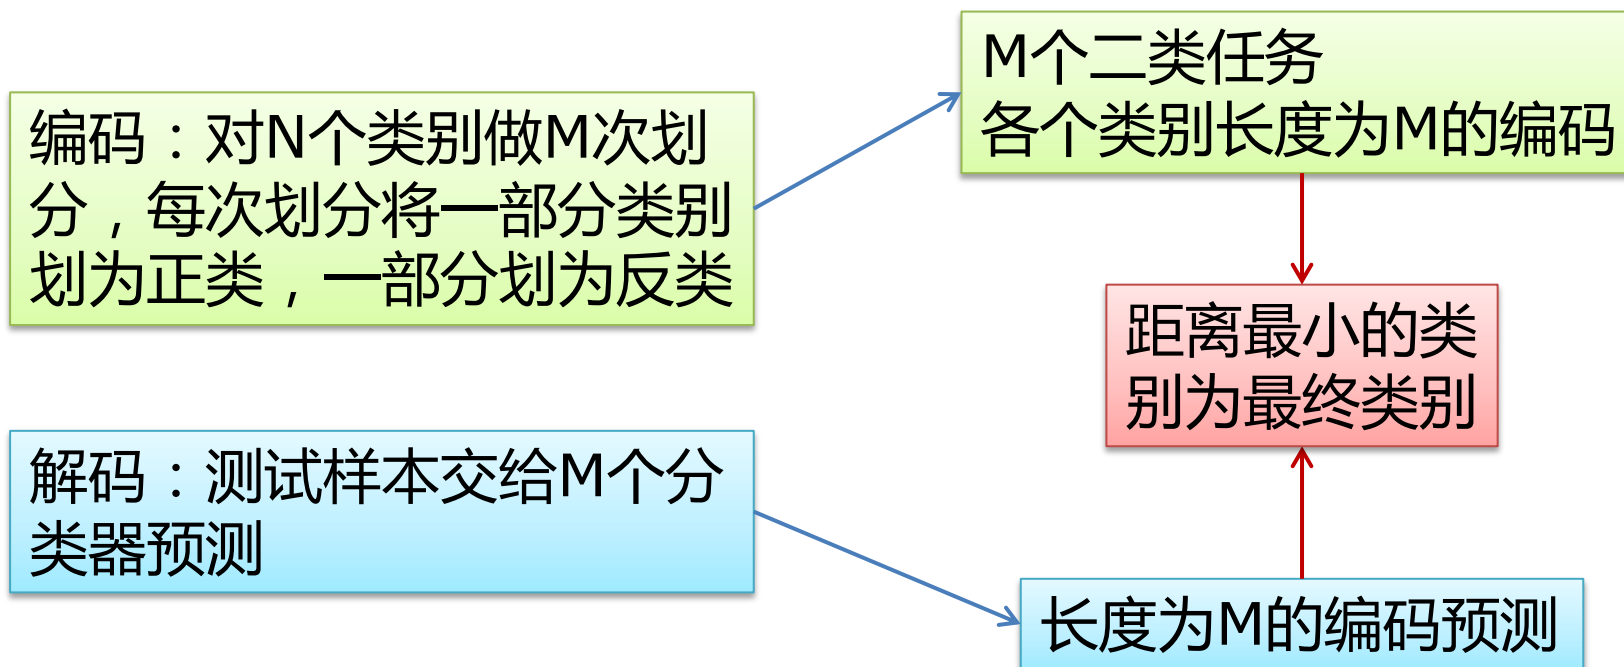 编码：对N个类别做M次划
分，每次划分将一部分类别
划为正类，一部分划为反类
M个二类任务
各个类别长度为M的编码
距离最小的类
别为最终类别
解码：测试样本交给M个分
类器预测
长度为M的编码预测